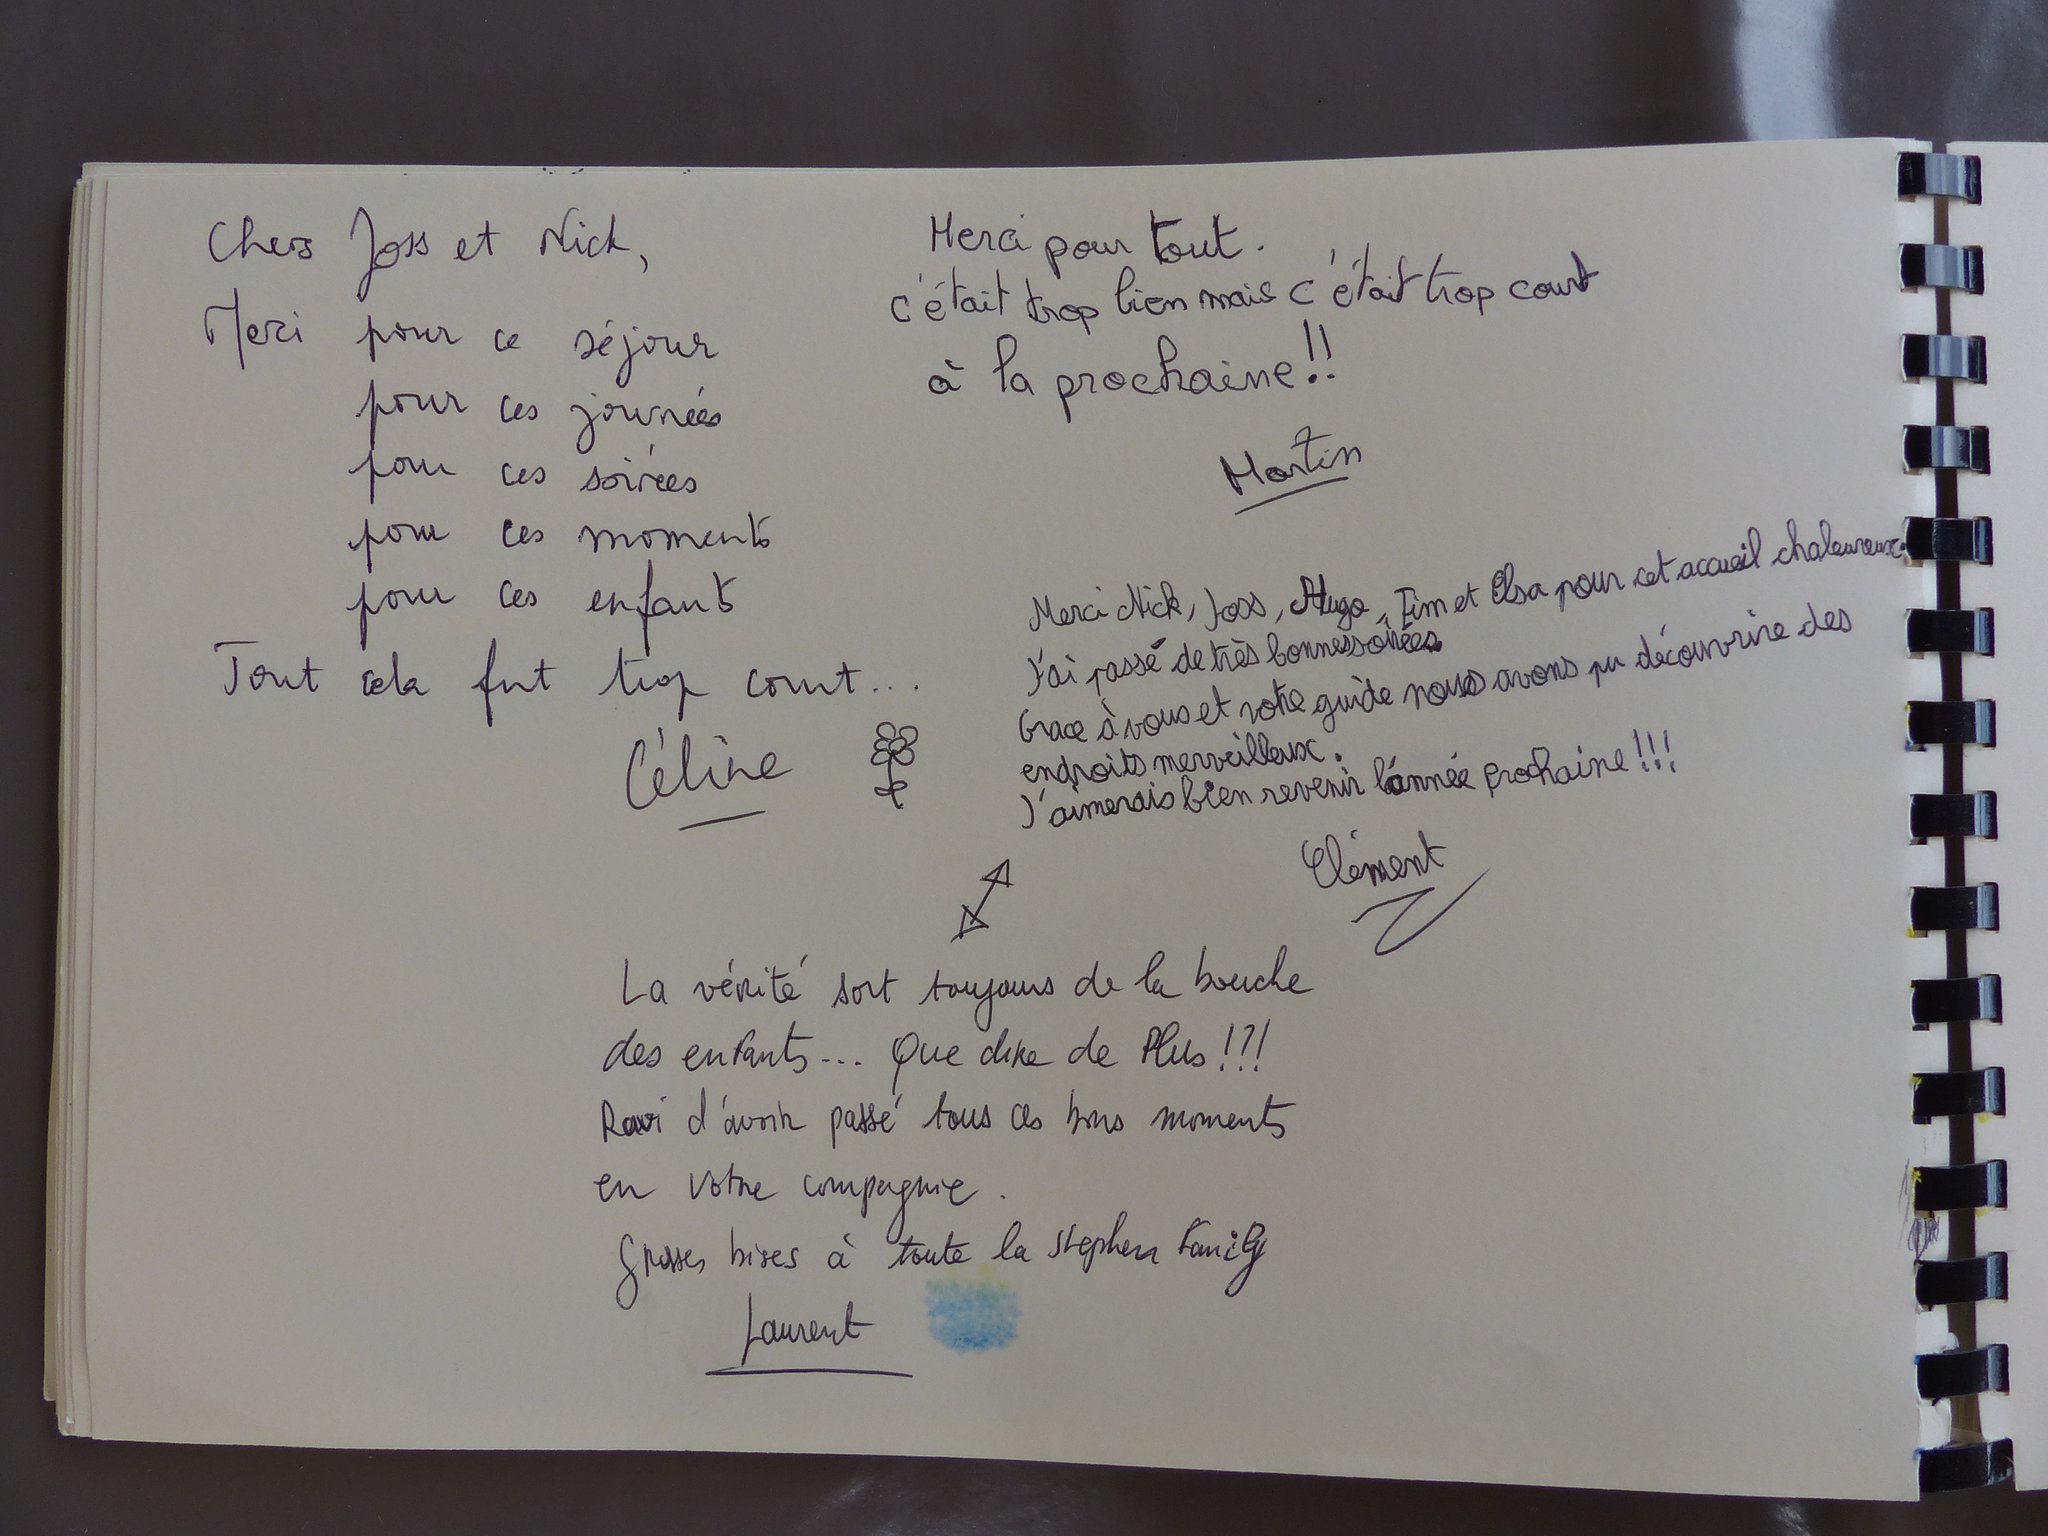 Chers Joss et Nick,
Merci pour ce séjour
pour ces journées
pour ces soirées
pour ces moments
pour ces enfants
Tout cela fut trop court...
Céline
Merci pour tout.
c'était trop bien mais c'était trop court
à la prochaine!!
Martin
Merci Nick, Joss, Hugo, Tim et Elsa pour cet accueil chaleureux.
J'ai passé de très bonnes soirées
Grace à vous et votre guide nous avons pu découvrire des
endroits merveilleux.
J'aimerais bien revenir l'année prochaine!!!
Clément
La vérité sort toujours de la bouche
des enfants... Que dire de Plus!?!
Ravi d'avoir passé tous ces bons moments
en votre compagnie.
Grosses bises à toute la Stephen Family
Laurent